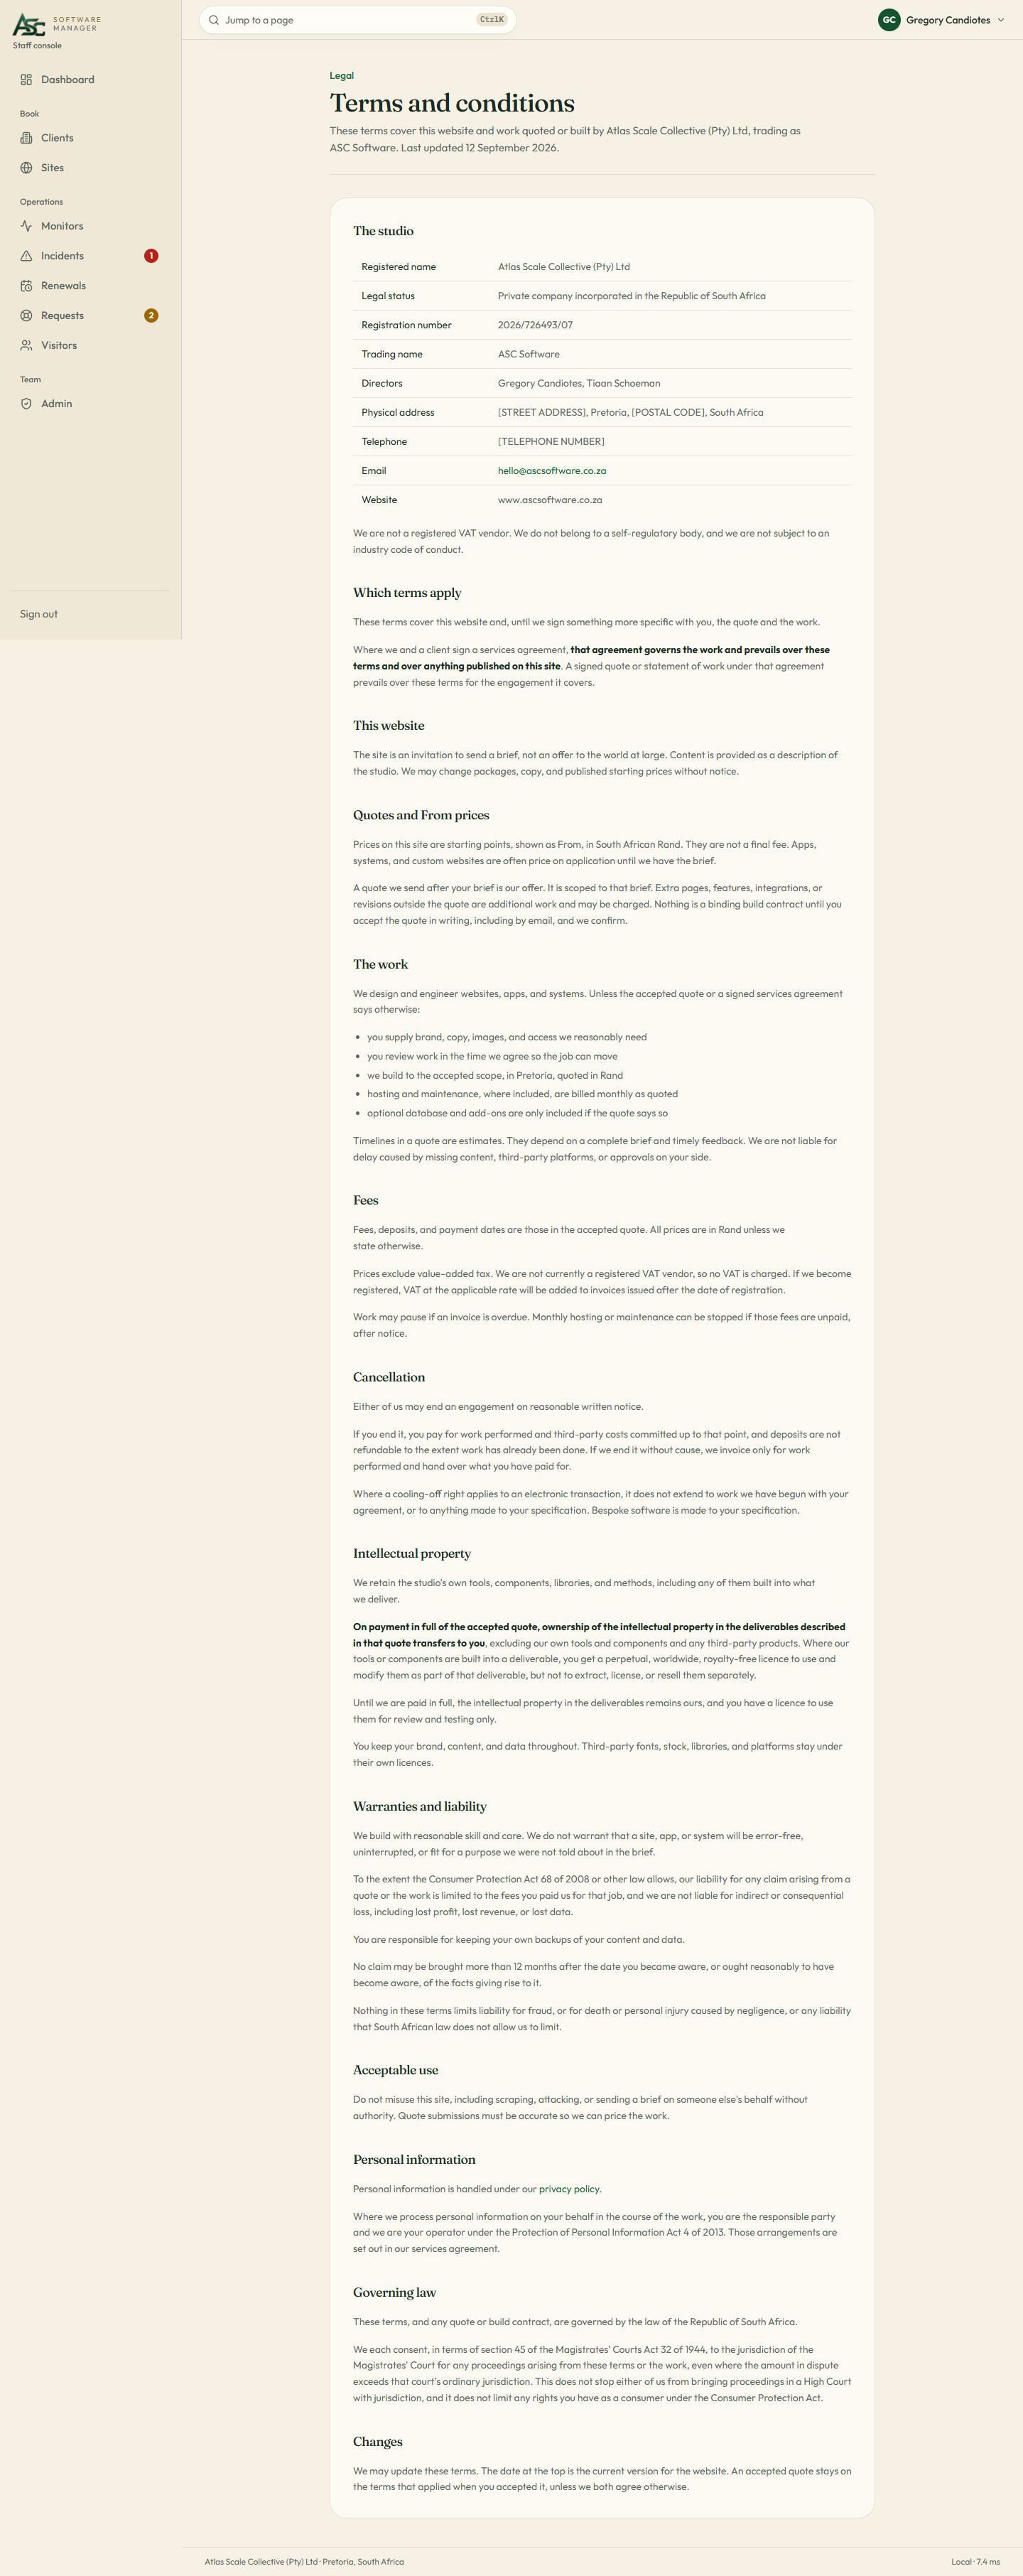 ASC SOFTWARE
MANAGER
Staff console
Dashboard
Book
Clients
Sites
Operations
Monitors
Incidents 1
Renewals
Requests 2
Visitors
Team
Admin
Sign out
Jump to a page CtrlK
GC Gregory Candiotes
Legal
Terms and conditions
These terms cover this website and work quoted or built by Atlas Scale Collective (Pty) Ltd, trading as
ASC Software. Last updated 12 September 2026.
The studio
Registered name Atlas Scale Collective (Pty) Ltd
Legal status Private company incorporated in the Republic of South Africa
Registration number 2026/726493/07
Trading name ASC Software
Directors Gregory Candiotes, Tiaan Schoeman
Physical address [STREET ADDRESS], Pretoria, [POSTAL CODE], South Africa
Telephone [TELEPHONE NUMBER]
Email hello@ascsoftware.co.za
Website www.ascsoftware.co.za
We are not a registered VAT vendor. We do not belong to a self-regulatory body, and we are not subject to an
industry code of conduct.
Which terms apply
These terms cover this website and, until we sign something more specific with you, the quote and the work.
Where we and a client sign a services agreement, that agreement governs the work and prevails over these
terms and over anything published on this site. A signed quote or statement of work under that agreement
prevails over these terms for the engagement it covers.
This website
The site is an invitation to send a brief, not an offer to the world at large. Content is provided as a description of
the studio. We may change packages, copy, and published starting prices without notice.
Quotes and From prices
Prices on this site are starting points, shown as From, in South African Rand. They are not a final fee. Apps,
systems, and custom websites are often price on application until we have the brief.
A quote we send after your brief is our offer. It is scoped to that brief. Extra pages, features, integrations, or
revisions outside the quote are additional work and may be charged. Nothing is a binding build contract until you
accept the quote in writing, including by email, and we confirm.
The work
We design and engineer websites, apps, and systems. Unless the accepted quote or a signed services agreement
says otherwise:
• you supply brand, copy, images, and access we reasonably need
• you review work in the time we agree so the job can move
• we build to the accepted scope, in Pretoria, quoted in Rand
• hosting and maintenance, where included, are billed monthly as quoted
• optional database and add-ons are only included if the quote says so
Timelines in a quote are estimates. They depend on a complete brief and timely feedback. We are not liable for
delay caused by missing content, third-party platforms, or approvals on your side.
Fees
Fees, deposits, and payment dates are those in the accepted quote. All prices are in Rand unless we
state otherwise.
Prices exclude value-added tax. We are not currently a registered VAT vendor, so no VAT is charged. If we become
registered, VAT at the applicable rate will be added to invoices issued after the date of registration.
Work may pause if an invoice is overdue. Monthly hosting or maintenance can be stopped if those fees are unpaid,
after notice.
Cancellation
Either of us may end an engagement on reasonable written notice.
If you end it, you pay for work performed and third-party costs committed up to that point, and deposits are not
refundable to the extent work has already been done. If we end it without cause, we invoice only for work
performed and hand over what you have paid for.
Where a cooling-off right applies to an electronic transaction, it does not extend to work we have begun with your
agreement, or to anything made to your specification. Bespoke software is made to your specification.
Intellectual property
We retain the studio's own tools, components, libraries, and methods, including any of them built into what
we deliver.
On payment in full of the accepted quote, ownership of the intellectual property in the deliverables described
in that quote transfers to you, excluding our own tools and components and any third-party products. Where our
tools or components are built into a deliverable, you get a perpetual, worldwide, royalty-free licence to use and
modify them as part of that deliverable, but not to extract, license, or resell them separately.
Until we are paid in full, the intellectual property in the deliverables remains ours, and you have a licence to use
them for review and testing only.
You keep your brand, content, and data throughout. Third-party fonts, stock, libraries, and platforms stay under
their own licences.
Warranties and liability
We build with reasonable skill and care. We do not warrant that a site, app, or system will be error-free,
uninterrupted, or fit for a purpose we were not told about in the brief.
To the extent the Consumer Protection Act 68 of 2008 or other law allows, our liability for any claim arising from a
quote or the work is limited to the fees you paid us for that job, and we are not liable for indirect or consequential
loss, including lost profit, lost revenue, or lost data.
You are responsible for keeping your own backups of your content and data.
No claim may be brought more than 12 months after the date you became aware, or ought reasonably to have
become aware, of the facts giving rise to it.
Nothing in these terms limits liability for fraud, or for death or personal injury caused by negligence, or any liability
that South African law does not allow us to limit.
Acceptable use
Do not misuse this site, including scraping, attacking, or sending a brief on someone else's behalf without
authority. Quote submissions must be accurate so we can price the work.
Personal information
Personal information is handled under our privacy policy.
Where we process personal information on your behalf in the course of the work, you are the responsible party
and we are your operator under the Protection of Personal Information Act 4 of 2013. Those arrangements are
set out in our services agreement.
Governing law
These terms, and any quote or build contract, are governed by the law of the Republic of South Africa.
We each consent, in terms of section 45 of the Magistrates' Courts Act 32 of 1944, to the jurisdiction of the
Magistrates' Court for any proceedings arising from these terms or the work, even where the amount in dispute
exceeds that court's ordinary jurisdiction. This does not stop either of us from bringing proceedings in a High Court
with jurisdiction, and it does not limit any rights you have as a consumer under the Consumer Protection Act.
Changes
We may update these terms. The date at the top is the current version for the website. An accepted quote stays on
the terms that applied when you accepted it, unless we both agree otherwise.
Atlas Scale Collective (Pty) Ltd · Pretoria, South Africa
Local · 7.4 ms